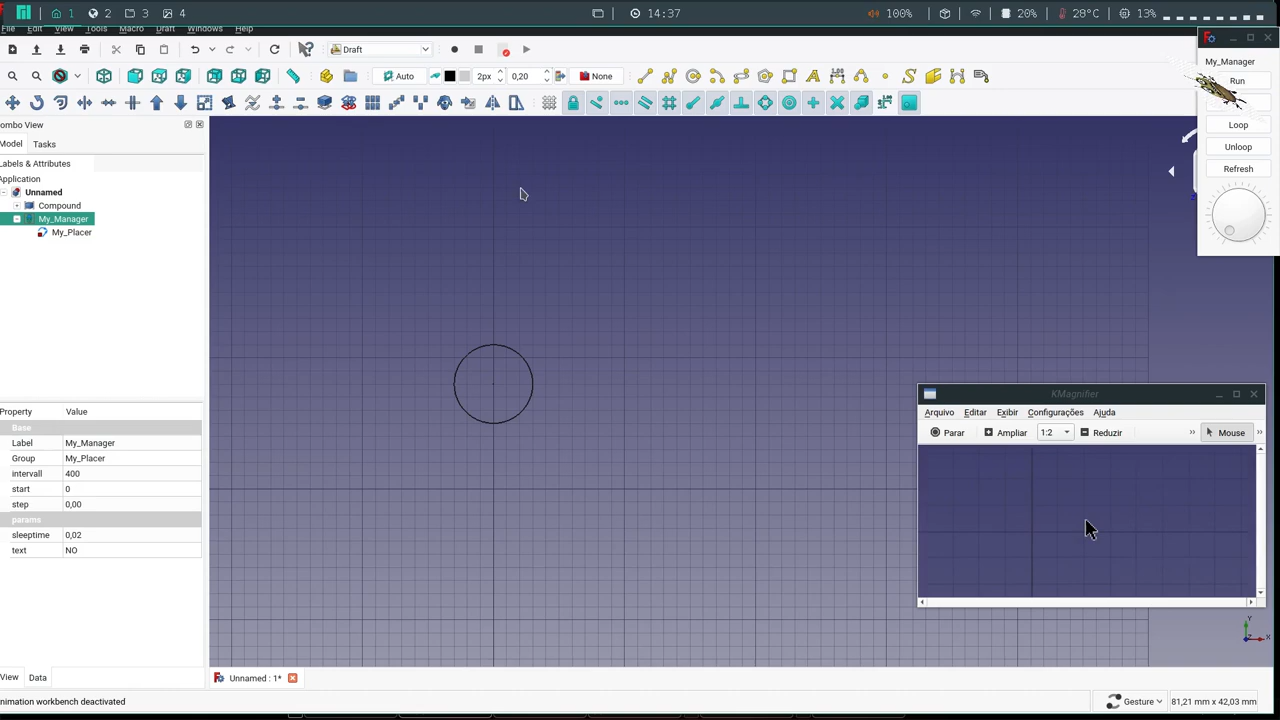 1 2 3 4 14:37 100% 20% 28°C 13%
File Edit View Tools Macro Draft Windows Help
Draft
Auto 2px 0,20 None
ombo View
Model Tasks
Labels & Attributes
Application
Unnamed
Compound
My_Manager
My_Placer
Property Value
Base
Label My_Manager
Group My_Placer
intervall 400
start 0
step 0,00
params
sleeptime 0,02
text NO
View Data
Unnamed : 1*
nimation workbench deactivated
Gesture 81,21 mm x 42,03 mm
My_Manager
Run
Loop
Unloop
Refresh
KMagnifier
Arquivo Editar Exibir Configurações Ajuda
Parar Ampliar 1:2 Reduzir » Mouse »
Y
X